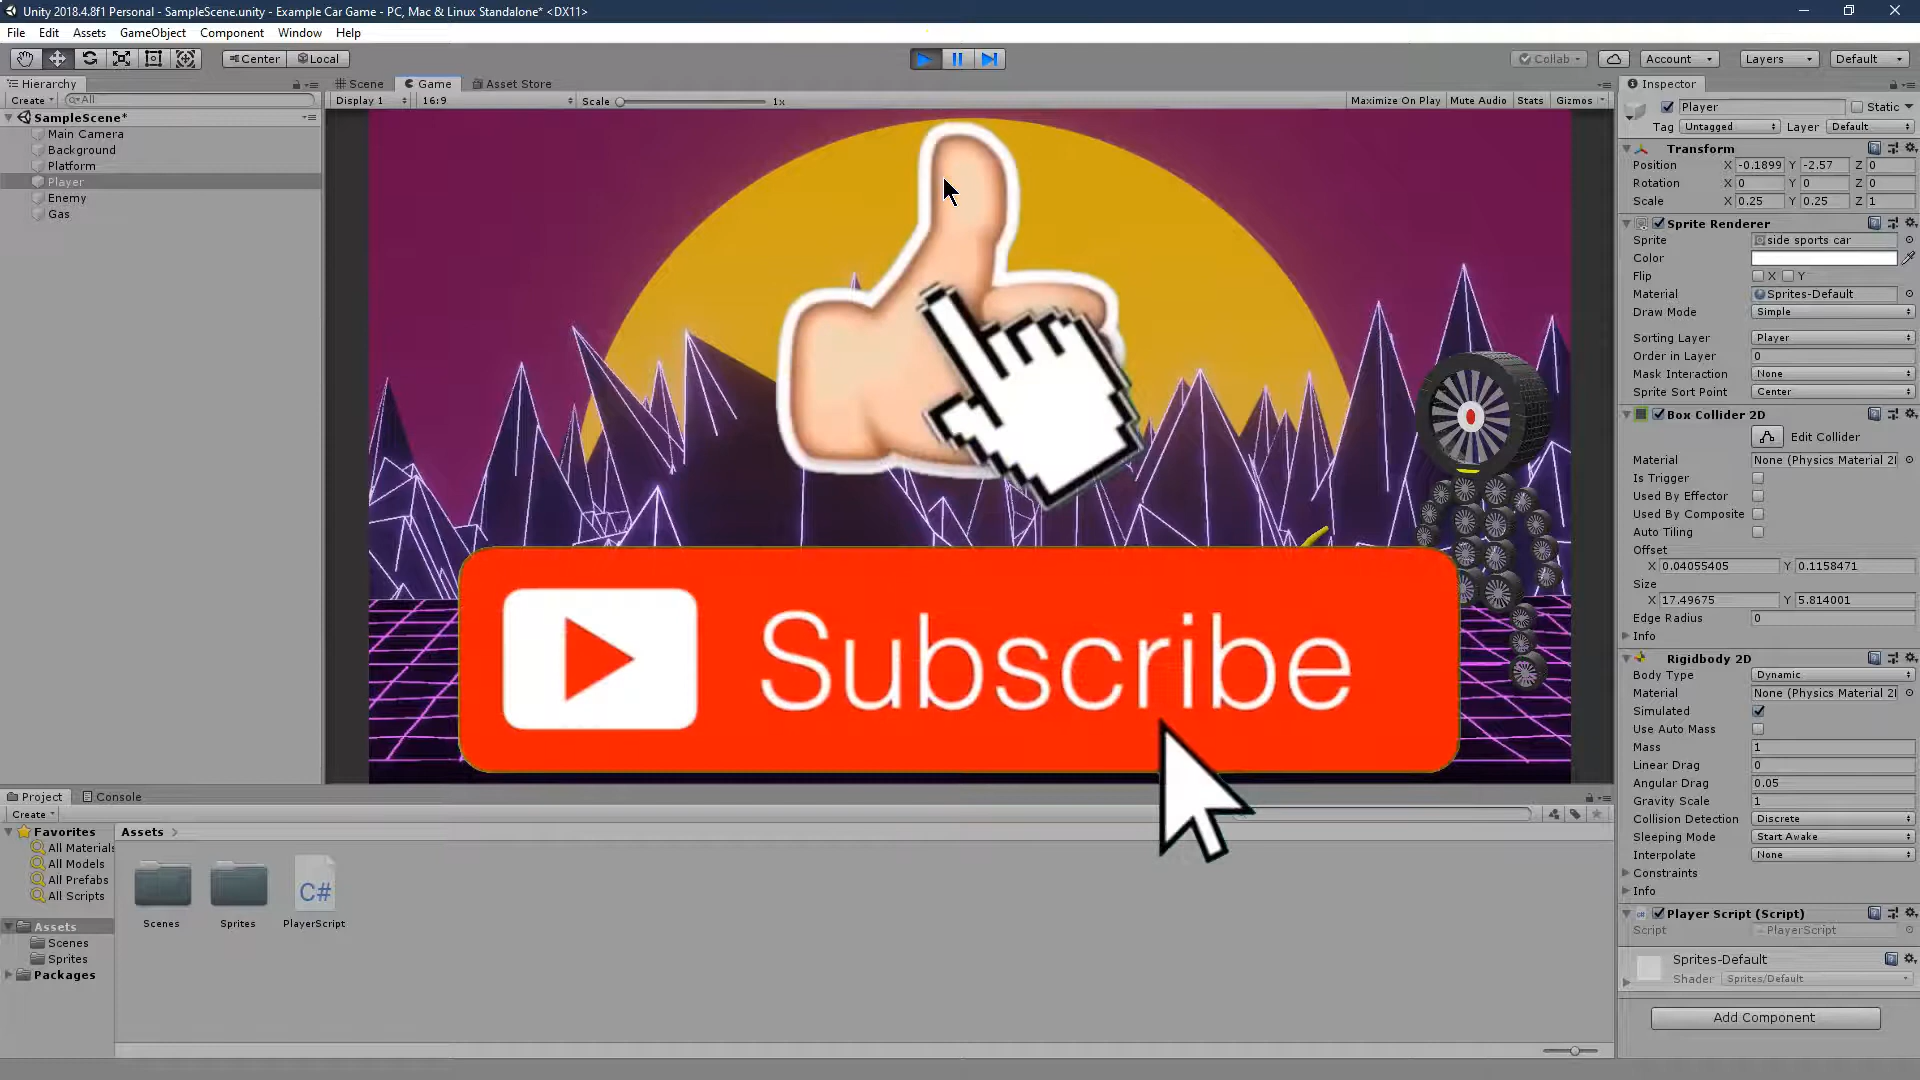 Unity 2018.4.8f1 Personal - SampleScene.unity - Example Car Game - PC, Mac & Linux Standalone* <DX11>
File Edit Assets GameObject Component Window Help
Center Local Collab Account Layers Default
Hierarchy Scene Game Asset Store Inspector
Create All Display 1 16:9 Scale 1x Maximize On Play Mute Audio Stats Gizmos
Player Static
SampleScene*
Tag Untagged Layer Default
Main Camera
Background
Platform
Player
Enemy
Gas
Transform
Position X -0.1899 Y -2.57 Z 0
Rotation X 0 Y 0 Z 0
Scale X 0.25 Y 0.25 Z 1
Sprite Renderer
Sprite side sports car
Color
Flip X Y
Material Sprites-Default
Draw Mode Simple
Sorting Layer Player
Order in Layer 0
Mask Interaction None
Sprite Sort Point Center
Box Collider 2D
Edit Collider
Material None (Physics Material 2
Is Trigger
Used By Effector
Used By Composite
Auto Tiling
Offset
X 0.04055405 Y 0.1158471
Size
X 17.49675 Y 5.814001
Edge Radius 0
Info
Rigidbody 2D
Body Type Dynamic
Material None (Physics Material 2
Simulated
Use Auto Mass
Mass 1
Linear Drag 0
Angular Drag 0.05
Gravity Scale 1
Collision Detection Discrete
Sleeping Mode Start Awake
Interpolate None
Constraints
Info
Player Script (Script)
Script PlayerScript
Sprites-Default
Shader Sprites/Default
Add Component
Subscribe
Project Console
Create
Favorites
All Materials
All Models
All Prefabs
All Scripts
Assets
Scenes
Sprites
Packages
Assets
C#
Scenes Sprites PlayerScript